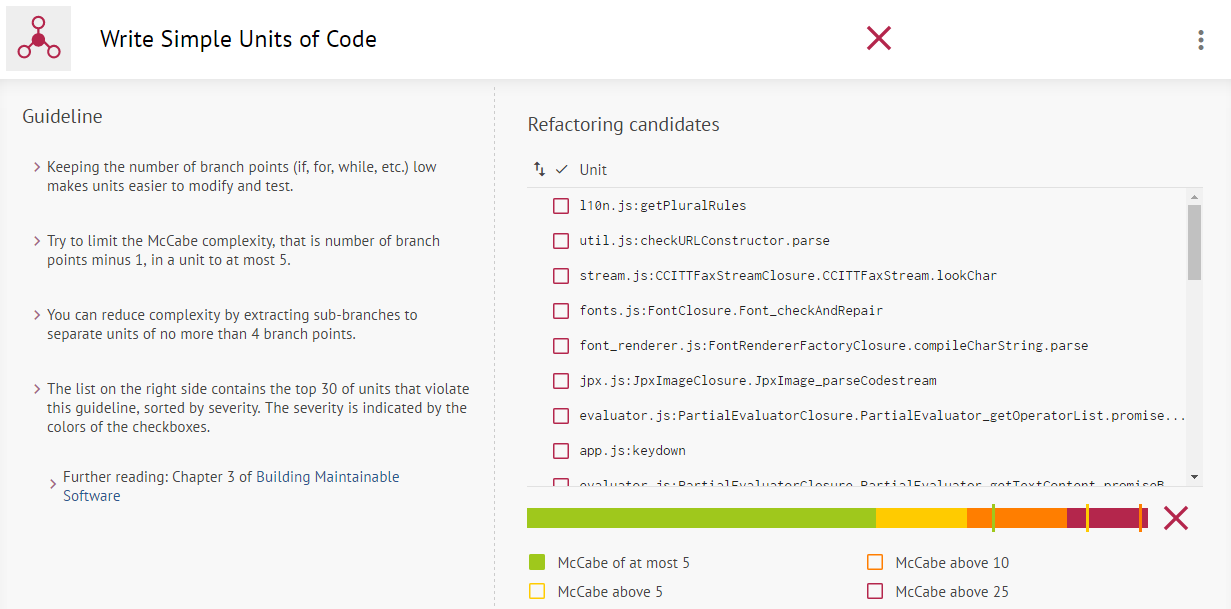 Write Simple Units of Code
Guideline
Keeping the number of branch points (if, for, while, etc.) low
makes units easier to modify and test.
Try to limit the McCabe complexity, that is number of branch
points minus 1, in a unit to at most 5.
You can reduce complexity by extracting sub-branches to
separate units of no more than 4 branch points.
The list on the right side contains the top 30 of units that violate
this guideline, sorted by severity. The severity is indicated by the
colors of the checkboxes.
Further reading: Chapter 3 of Building Maintainable
Software
Refactoring candidates
Unit
l10n.js:getPluralRules
util.js:checkURLConstructor.parse
stream.js:CCITTFaxStreamClosure.CCITTFaxStream.lookChar
fonts.js:FontClosure.Font_checkAndRepair
font_renderer.js:FontRendererFactoryClosure.compileCharString.parse
jpx.js:JpxImageClosure.JpxImage_parseCodestream
evaluator.js:PartialEvaluatorClosure.PartialEvaluator_getOperatorList.promise...
app.js:keydown
evaluator.js:PartialEvaluatorClosure.PartialEvaluator_getTextContent.promiseB
McCabe of at most 5
McCabe above 5
McCabe above 10
McCabe above 25